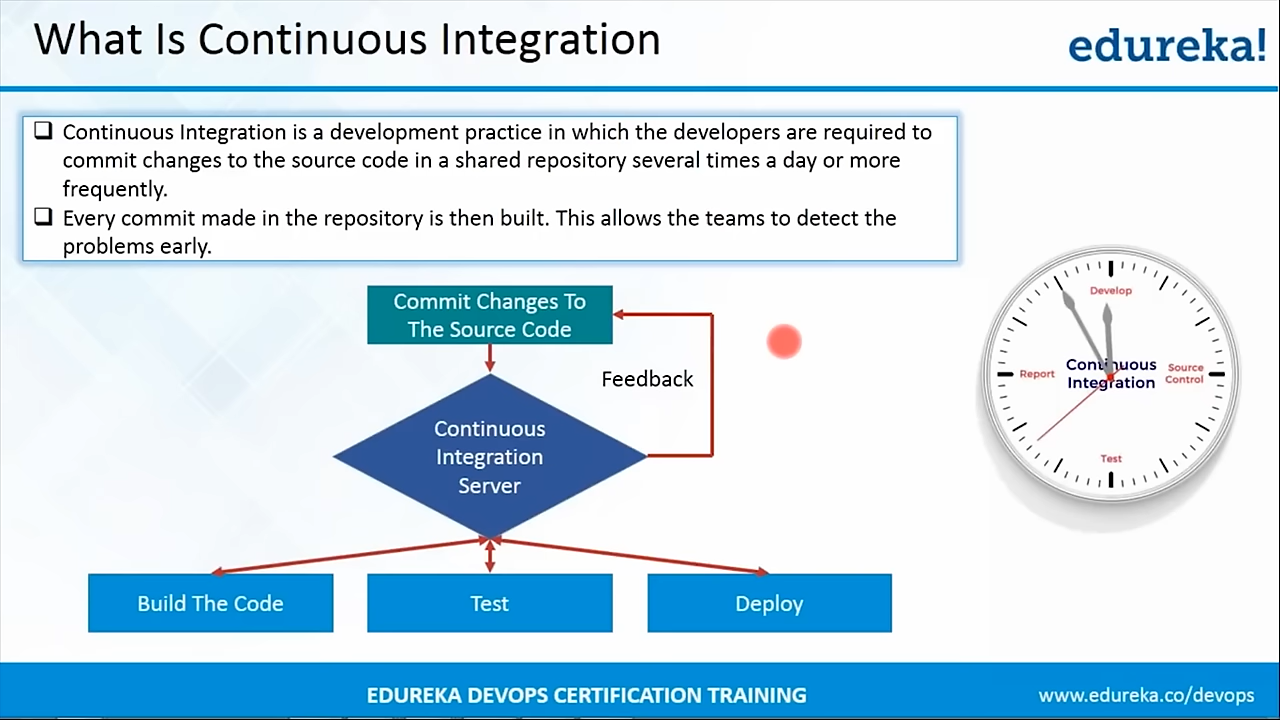 What Is Continuous Integration
edureka!
❑ Continuous Integration is a development practice in which the developers are required to
commit changes to the source code in a shared repository several times a day or more
frequently.
❑ Every commit made in the repository is then built. This allows the teams to detect the
problems early.
Commit Changes To
The Source Code
Feedback
Continuous
Integration
Server
Build The Code
Test
Deploy
Develop
Report
Continuous
Integration
Source
Control
Test
EDUREKA DEVOPS CERTIFICATION TRAINING
www.edureka.co/devops